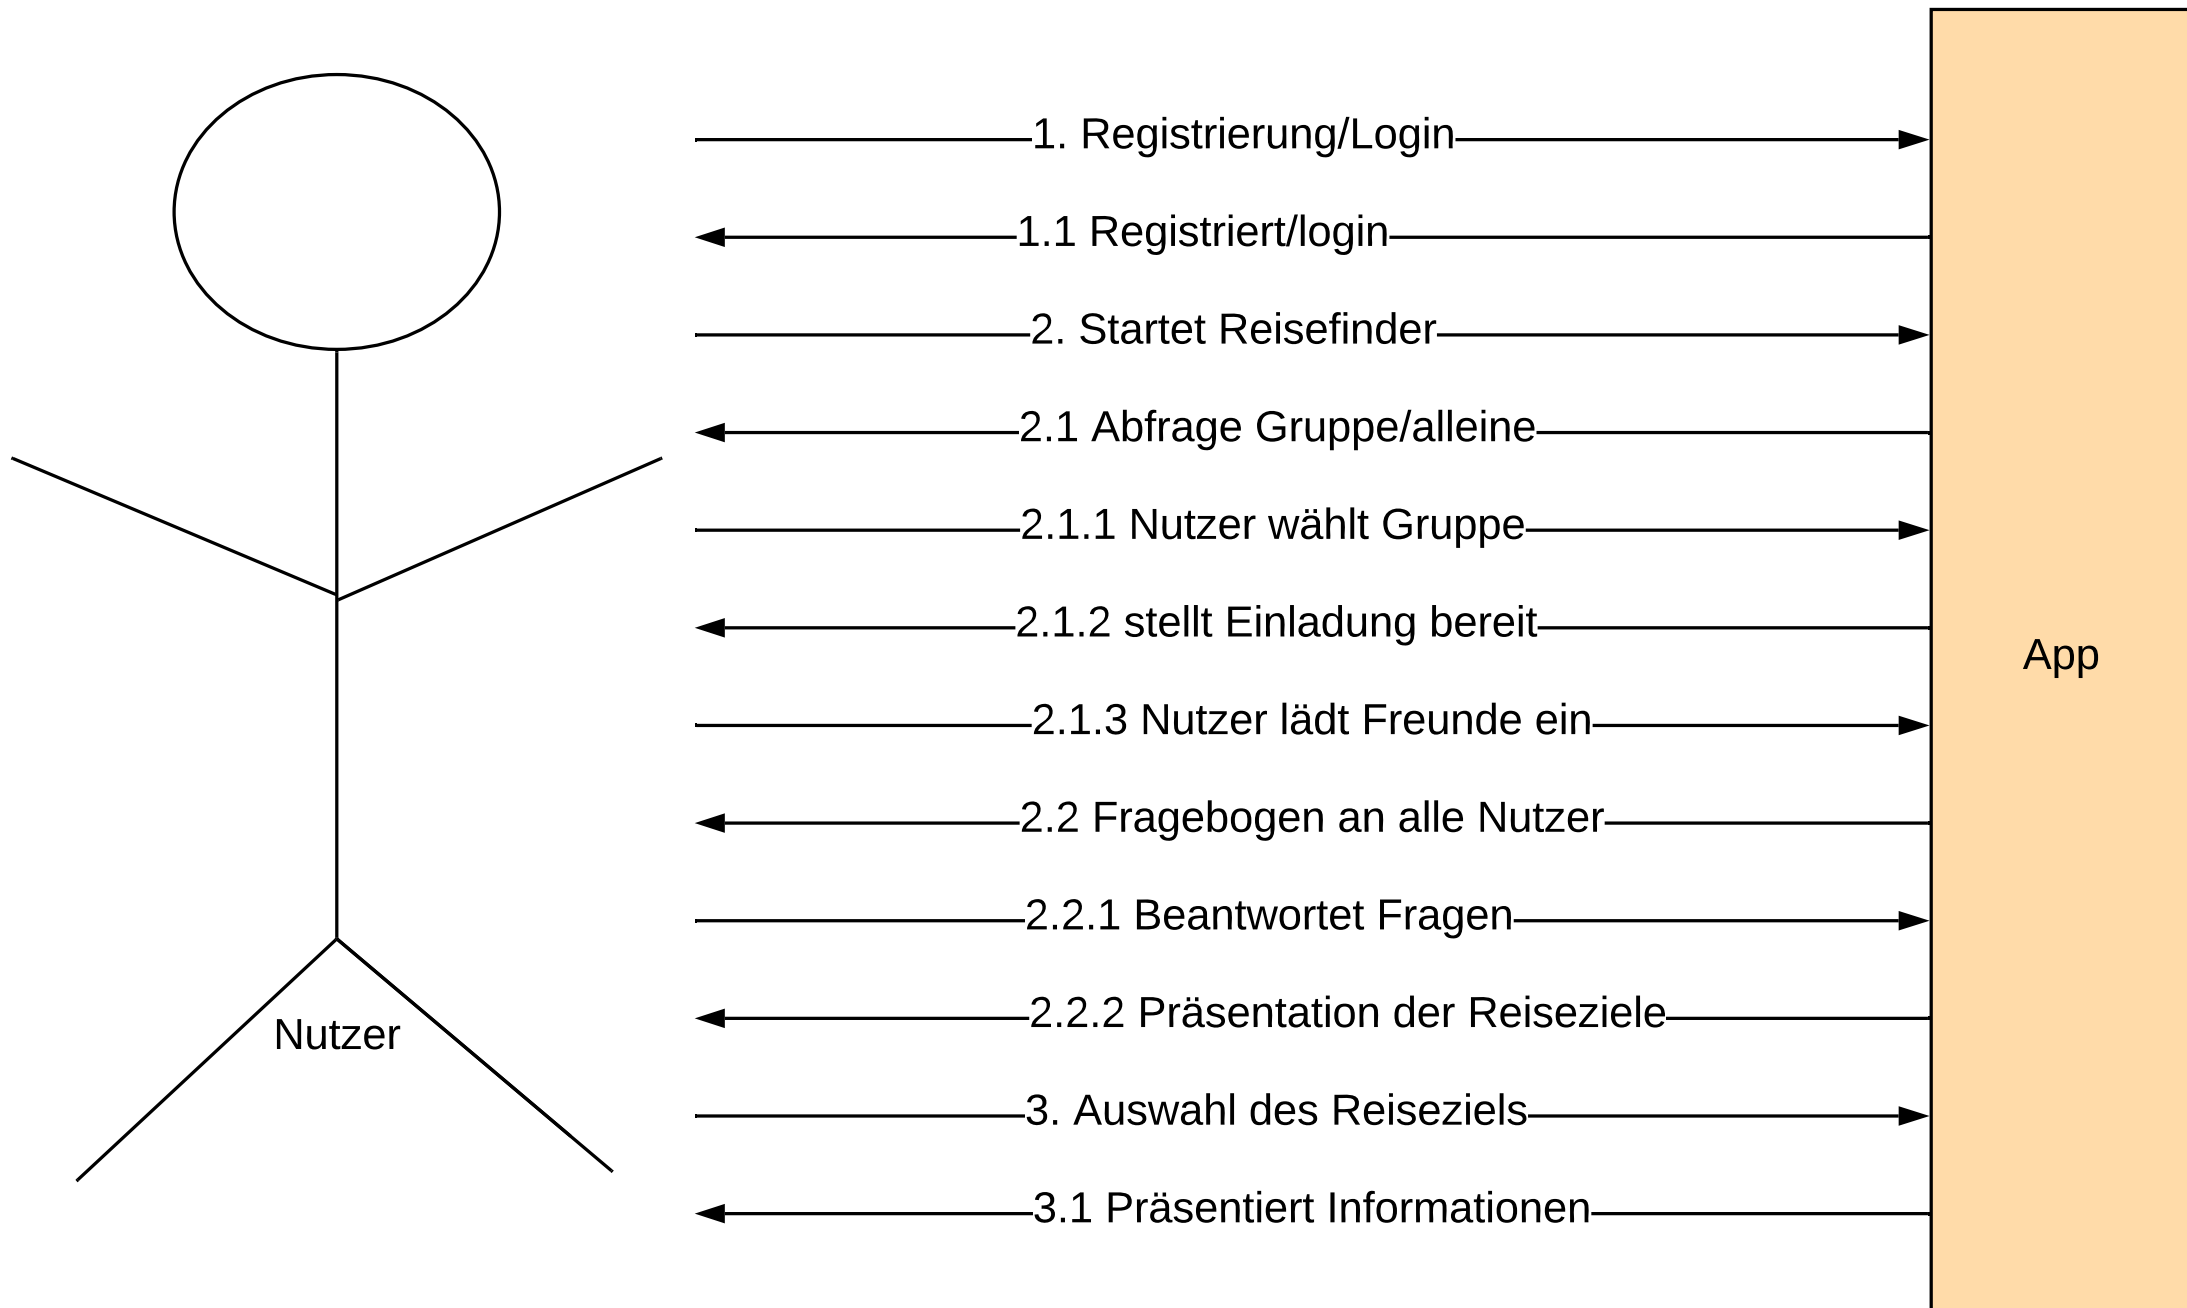 1. Registrierung/Login
1.1 Registriert/login
2. Startet Reisefinder
2.1 Abfrage Gruppe/alleine
2.1.1 Nutzer wählt Gruppe
2.1.2 stellt Einladung bereit
App
2.1.3 Nutzer lädt Freunde ein
2.2 Fragebogen an alle Nutzer
2.2.1 Beantwortet Fragen
2.2.2 Präsentation der Reiseziele
Nutzer
3. Auswahl des Reiseziels
3.1 Präsentiert Informationen